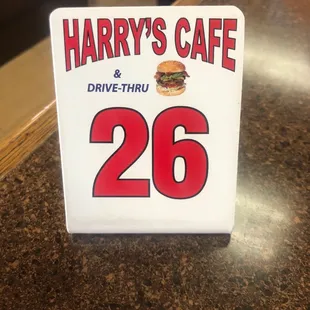 HARRY'S CAFE
&
DRIVE-THRU
26